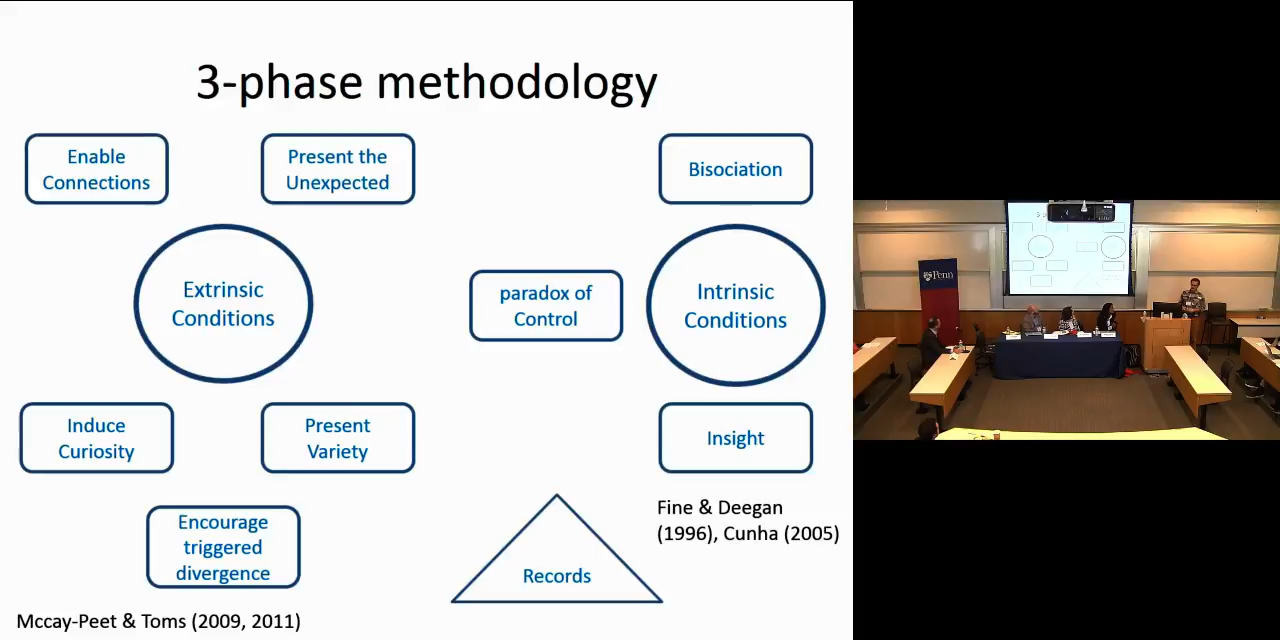 3-phase methodology
Enable
Connections
Present the
Unexpected
Bisociation
Extrinsic
Conditions
paradox of
Control
Intrinsic
Conditions
Induce
Curiosity
Present
Variety
Insight
Encourage
triggered
divergence
Records
Fine & Deegan
(1996), Cunha (2005)
Mccay-Peet & Toms (2009, 2011)
Penn